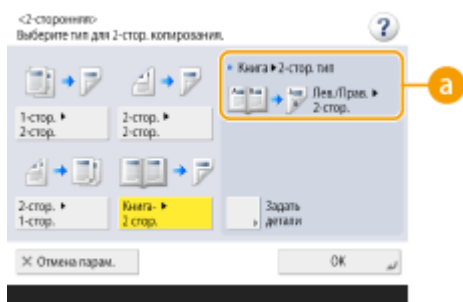 <2-сторонняя>
Выберите тип для 2-стор. копирования.
?
1-стор. ▶
2-стор.
2-стор. ▶
2-стор.
2-стор. ▶
1-стор.
Книга- ▶
2 стор.
Книга ▶ 2-стор. тип
Лев./Прав. ▶
2-стор.
a
Задать
детали
× Отмена парам.
OK